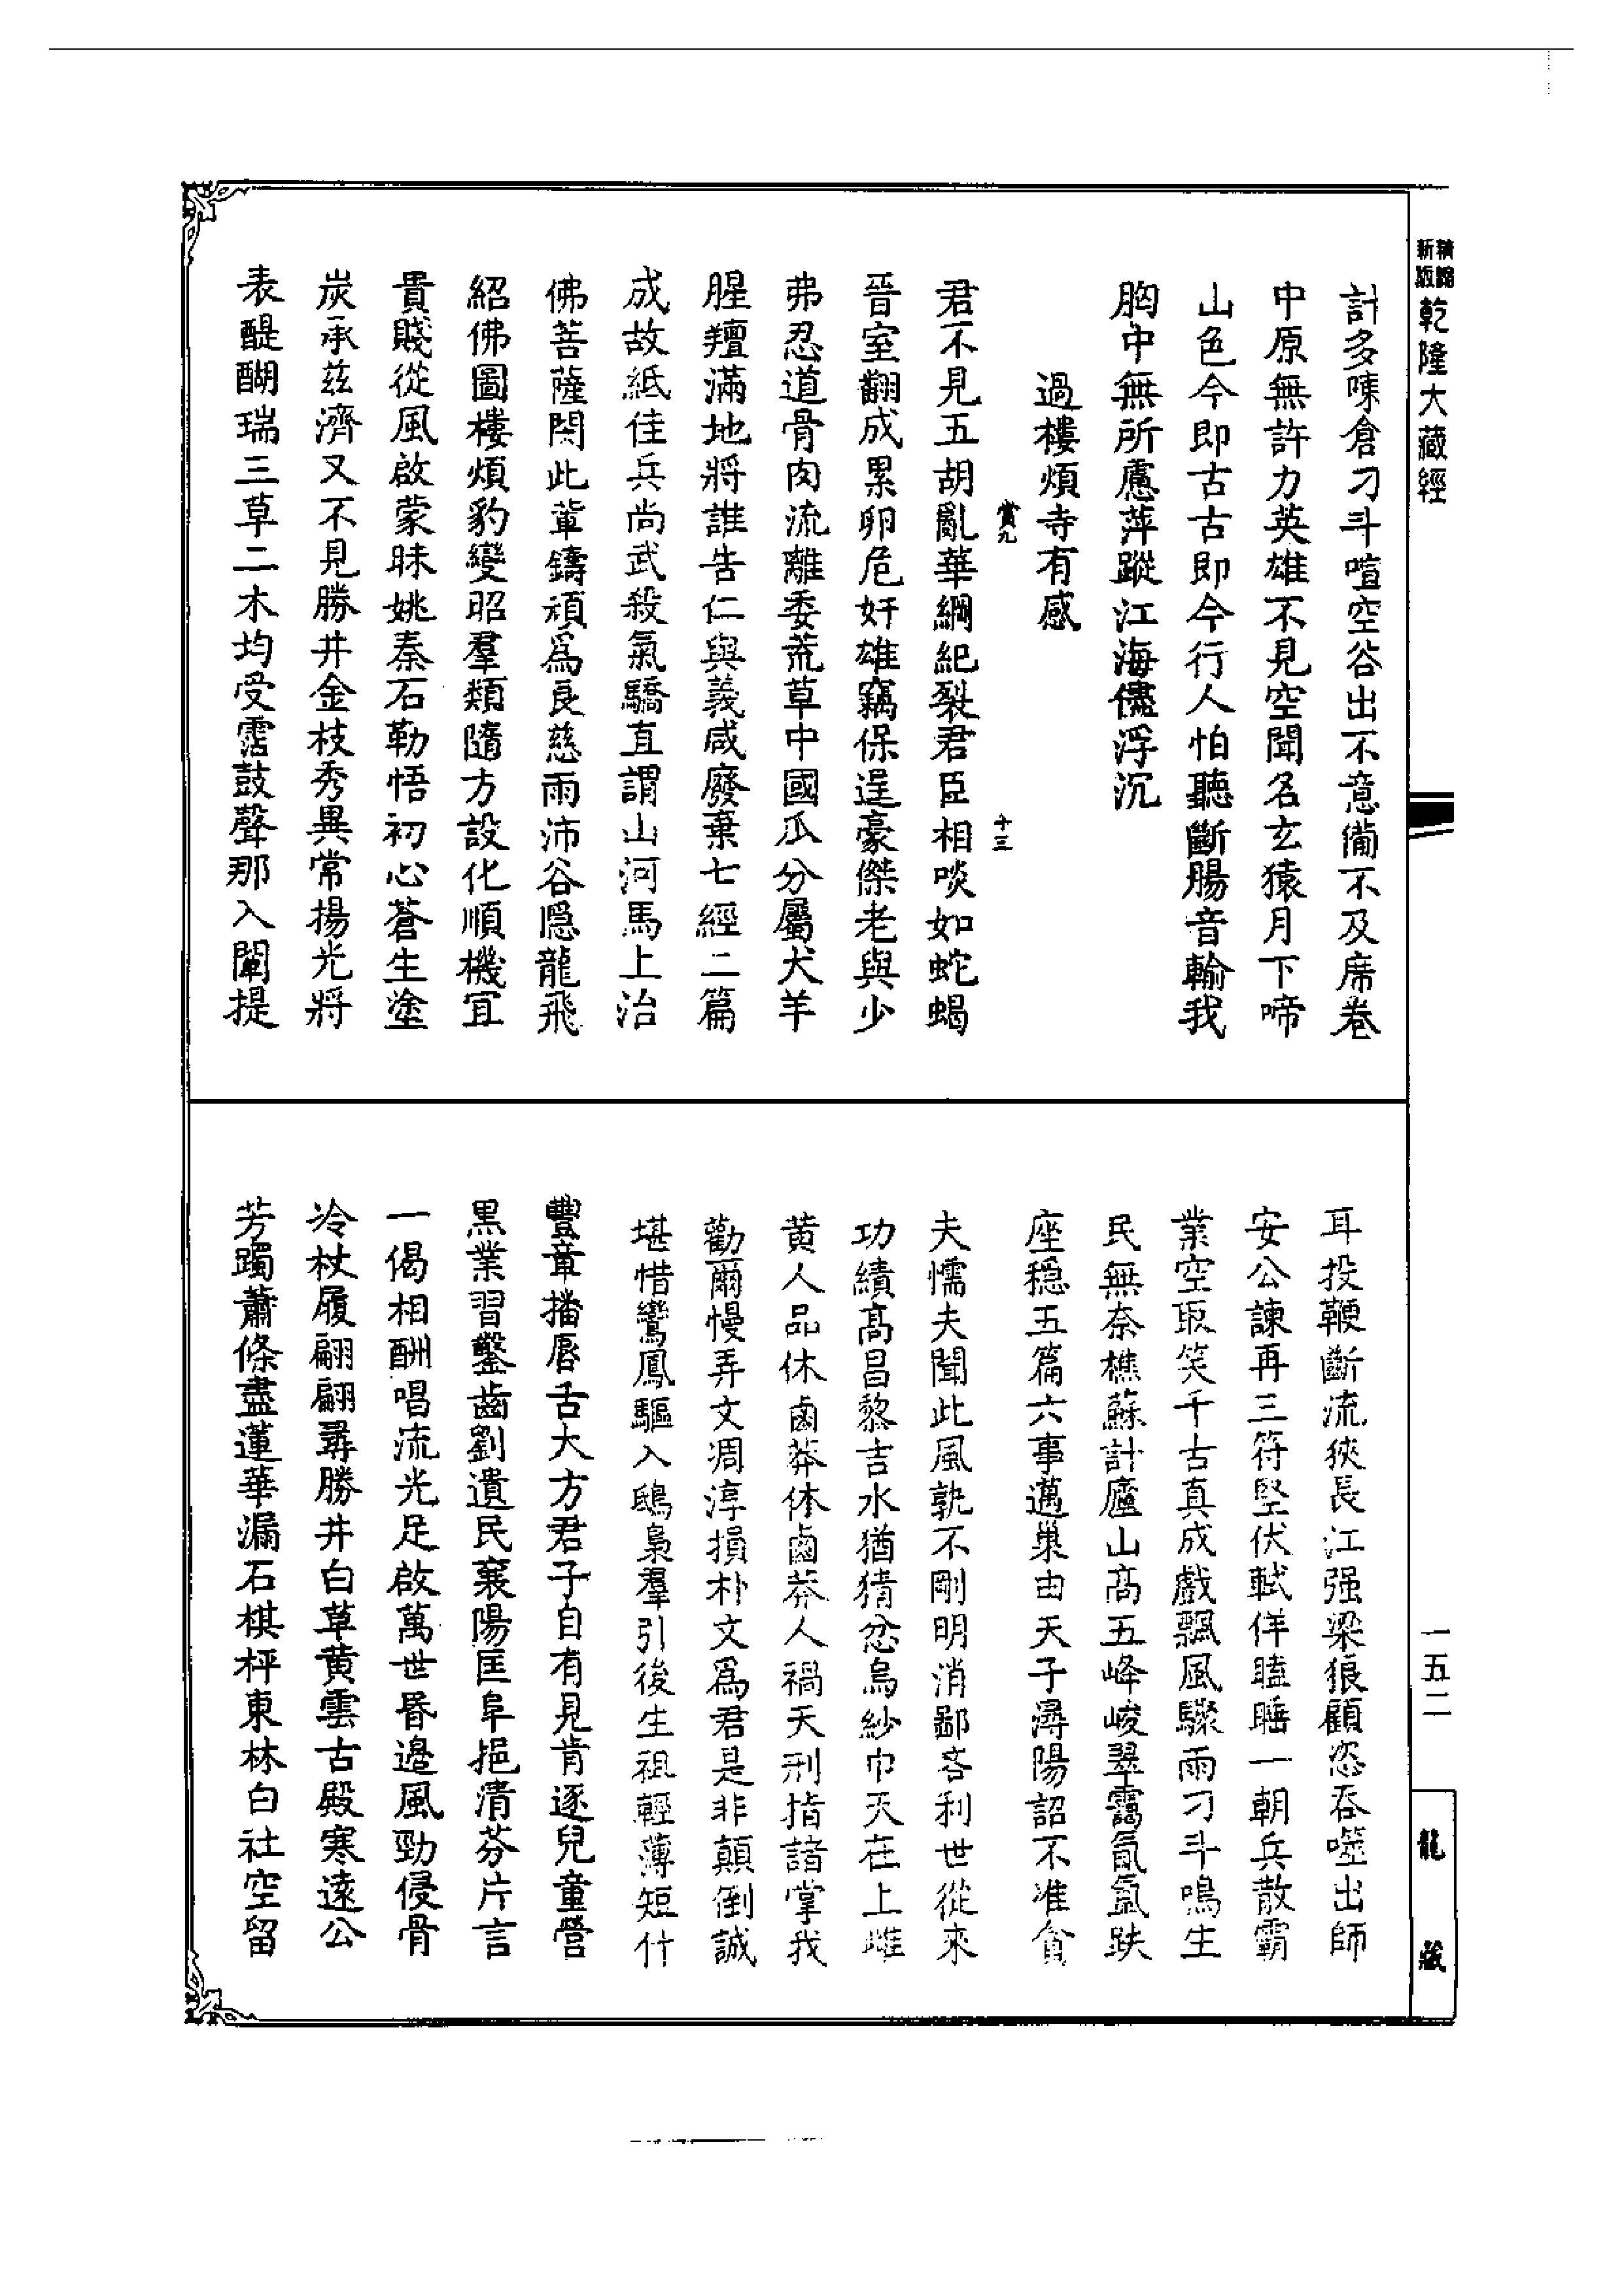 精縮
新版
乾隆大藏經
計多疎倉刁斗喧空谷出不意備不及席卷
中原無許力英雄不見空聞名玄猿月下啼
山色今即古古即今行人怕聽斷腸音輸我
胸中無所慮萍蹤江海儘浮沉
過樓煩寺有感
賞九
十三
君不見五胡亂華綱紀裂君臣相啖如蛇蝎
晉室翻成累卵危奸雄竊保逞豪傑老與少
弗忍道骨肉流離委荒草中國瓜分屬犬羊
腥羶滿地將誰告仁與義咸廢棄七經二篇
成故紙佳兵尚武殺氣驕直謂山河馬上治
佛菩薩閔此輩鑄頑爲良慈雨沛谷隱龍飛
紹佛圖樓煩豹變昭羣類隨方設化順機宜
貴賤從風啟蒙昧姚秦石勒悟初心蒼生塗
炭承茲濟又不見勝井金枝秀異常揚光將
表醍醐瑞三草二木均受霑鼓聲那入闡提
耳投鞭斷流狹長江强梁狼顧恣吞噬出師
安公諫再三符堅伏軾佯瞌睡一朝兵散霸
業空取笑千古真成戲飄風驟雨刁斗鳴生
民無奈樵蘇計廬山高五峰峻翠靄氤氳趺
座穩五篇六事邁巢由天子潯陽詔不准貪
夫懦夫聞此風孰不剛明消鄙吝利世從來
功績高昌黎吉水猶猜忿烏紗巾天在上雌
黄人品休鹵莽休鹵莽人禍天刑指諸掌我
勸爾慢弄文凋淳損朴文爲君是非顛倒誠
堪惜鸞鳳驅入鴟梟羣引後生祖輕薄短什
豐章播唇舌大方君子自有見肯逐兒童營
黑業習鑿齒劉遺民襄陽匡阜挹清芬片言
一偈相酬唱流光足啟萬世昏邉風勁侵骨
冷杖履翩翩尋勝井白草黄雲古殿寒遠公
芳躅蕭條盡蓮華漏石棋枰東林白社空留
一五二
龍藏